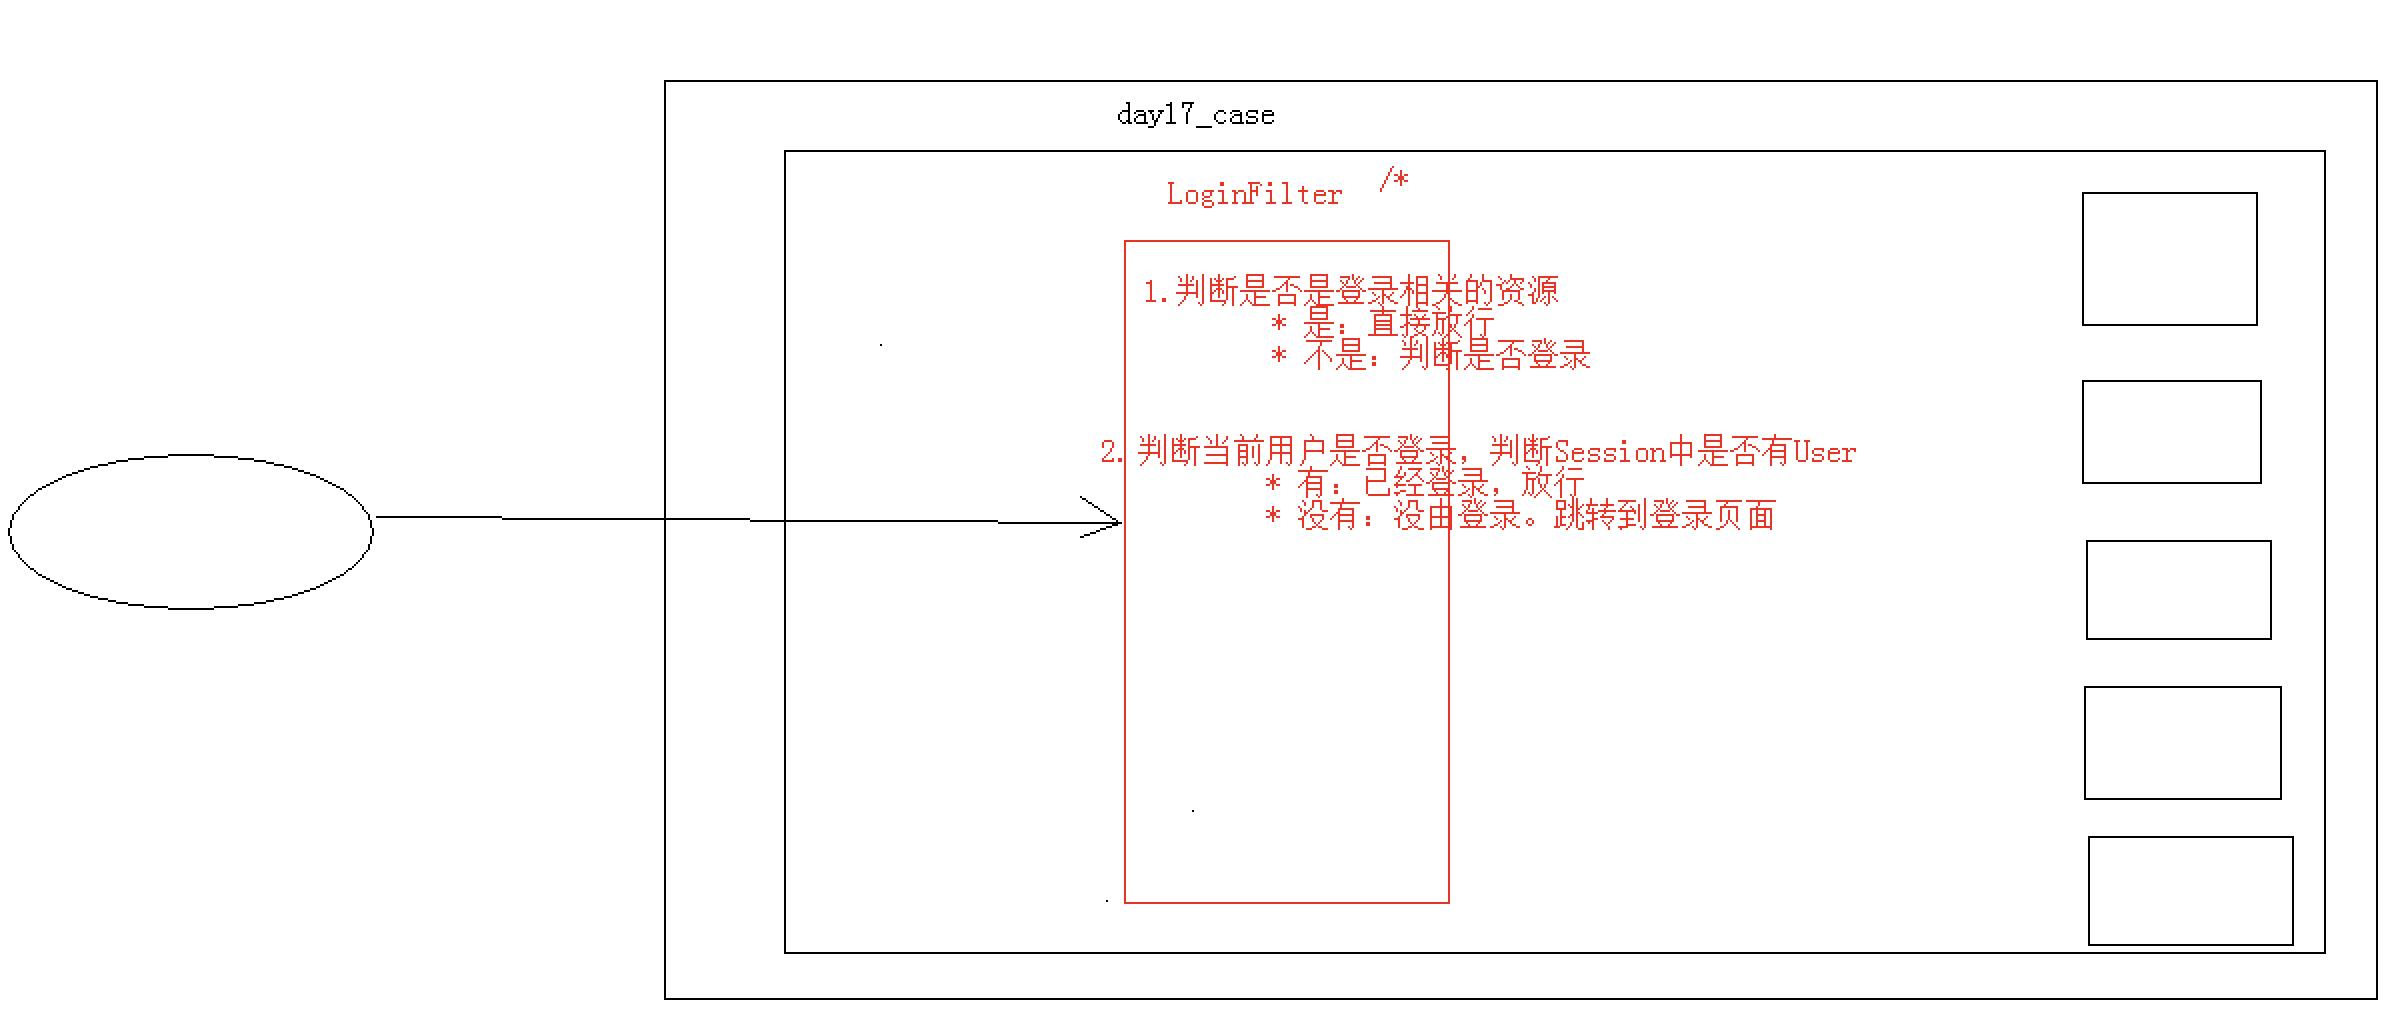 day17_case
LoginFilter /*
1.判断是否是登录相关的资源
* 是：直接放行
* 不是：判断是否登录
2.判断当前用户是否登录，判断Session中是否有User
* 有：已经登录，放行
* 没有：没由登录。跳转到登录页面